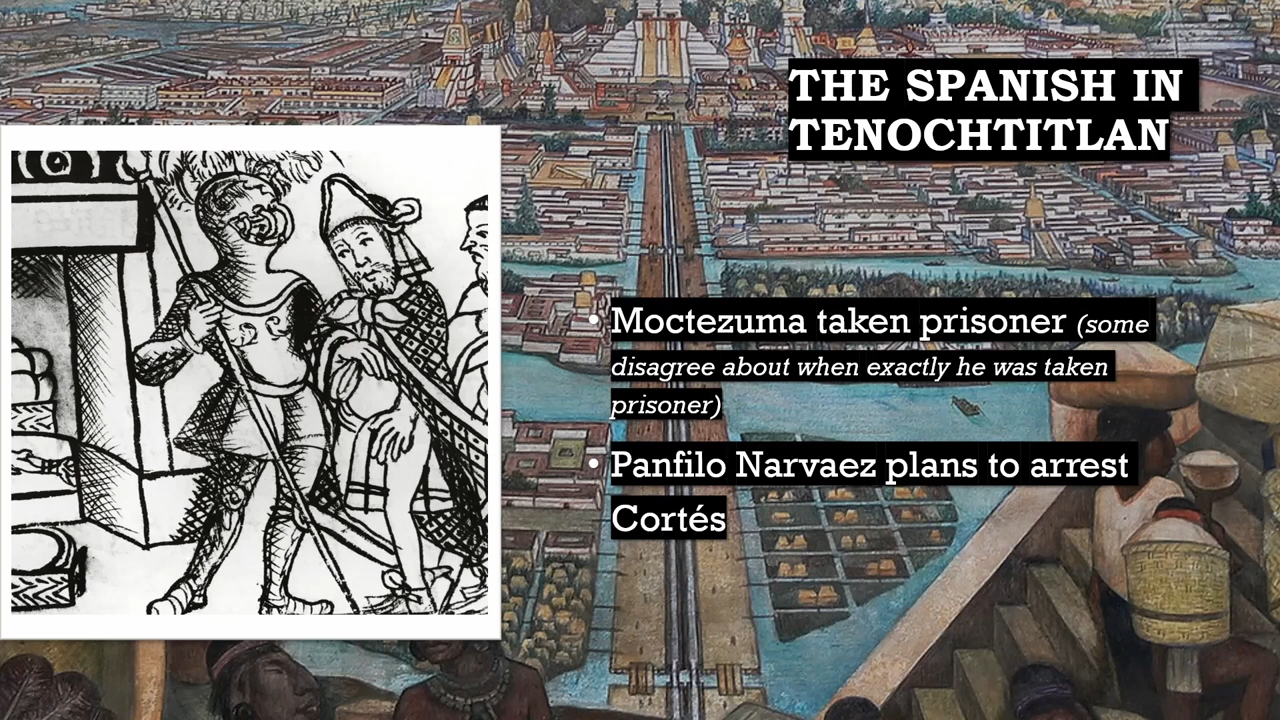 THE SPANISH IN
TENOCHTITLAN
• Moctezuma taken prisoner (some
disagree about when exactly he was taken
prisoner)
• Panfilo Narvaez plans to arrest
Cortés